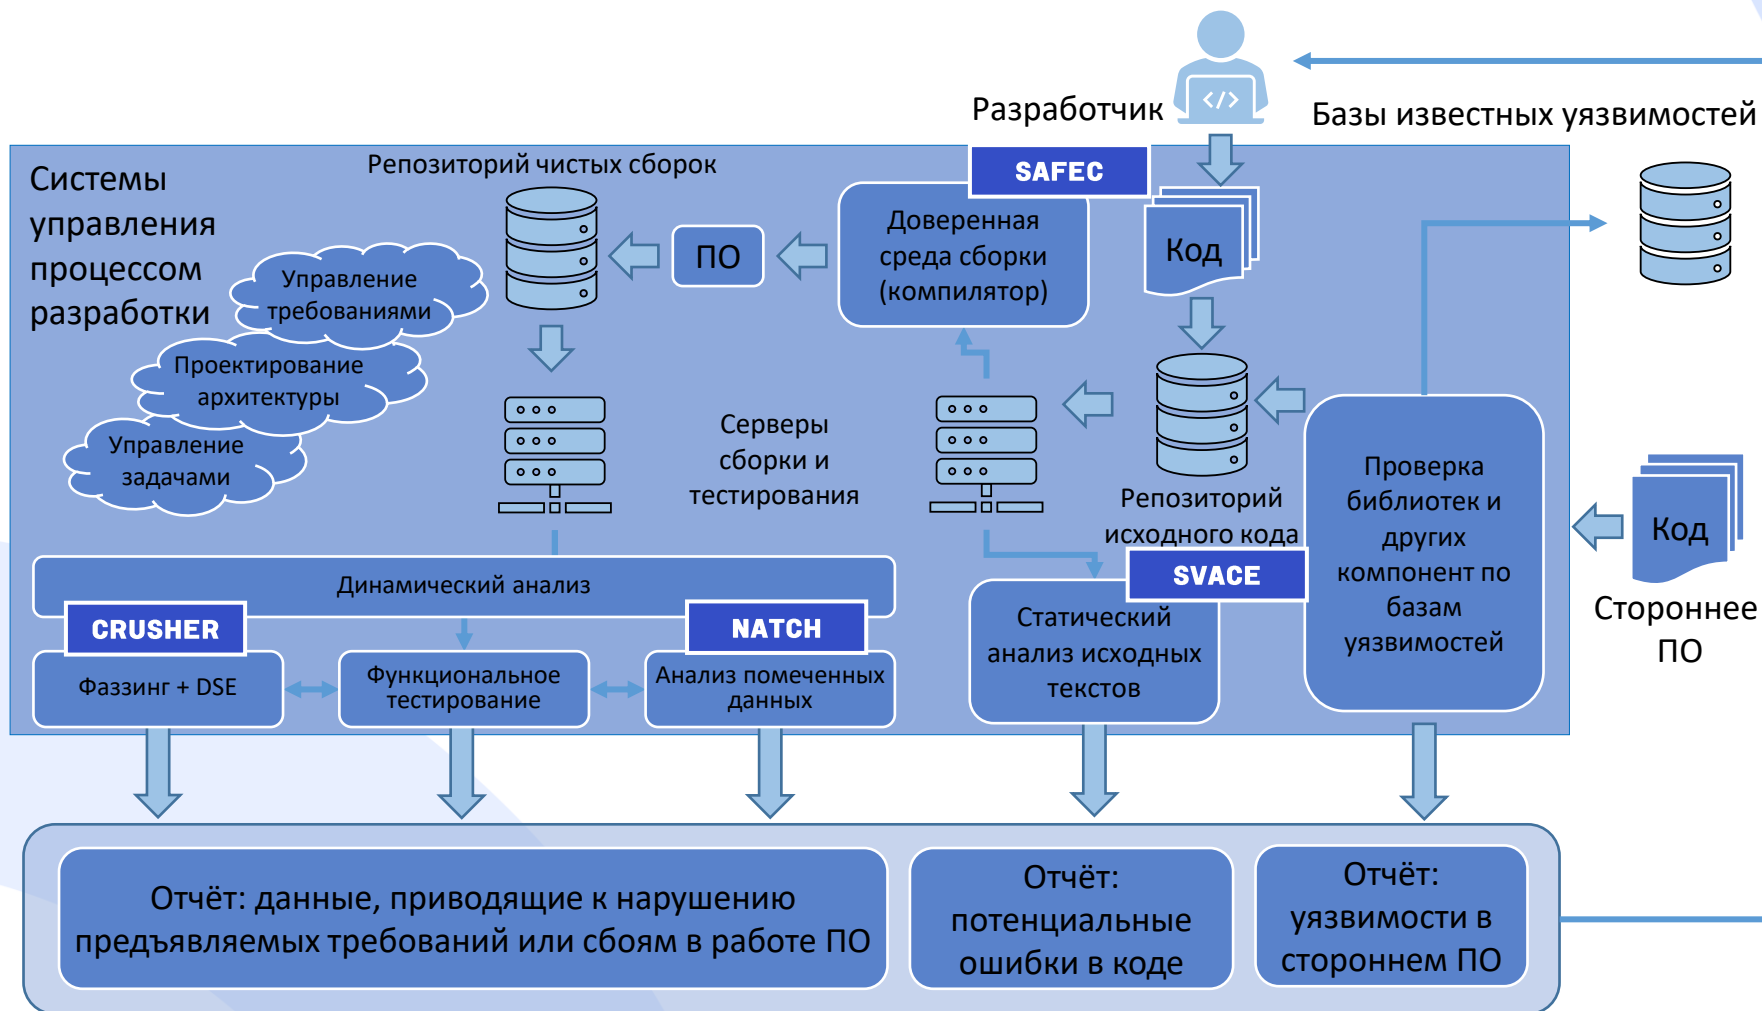 Разработчик
</>
Базы известных уязвимостей
Системы
управления
процессом
разработки
Репозиторий чистых сборок
SAFEC
Доверенная
среда сборки
(компилятор)
ПО
Код
Управление
требованиями
Проектирование
архитектуры
Управление
задачами
Серверы
сборки и
тестирования
Репозиторий
исходного кода
Проверка
библиотек и
других
компонент по
базам
уязвимостей
Код
Стороннее
ПО
Динамический анализ
SVACE
Статический
анализ исходных
текстов
CRUSHER
NATCH
Фаззинг + DSE
Функциональное
тестирование
Анализ помеченных
данных
Отчёт: данные, приводящие к нарушению
предъявляемых требований или сбоям в работе ПО
Отчёт:
потенциальные
ошибки в коде
Отчёт:
уязвимости в
стороннем ПО